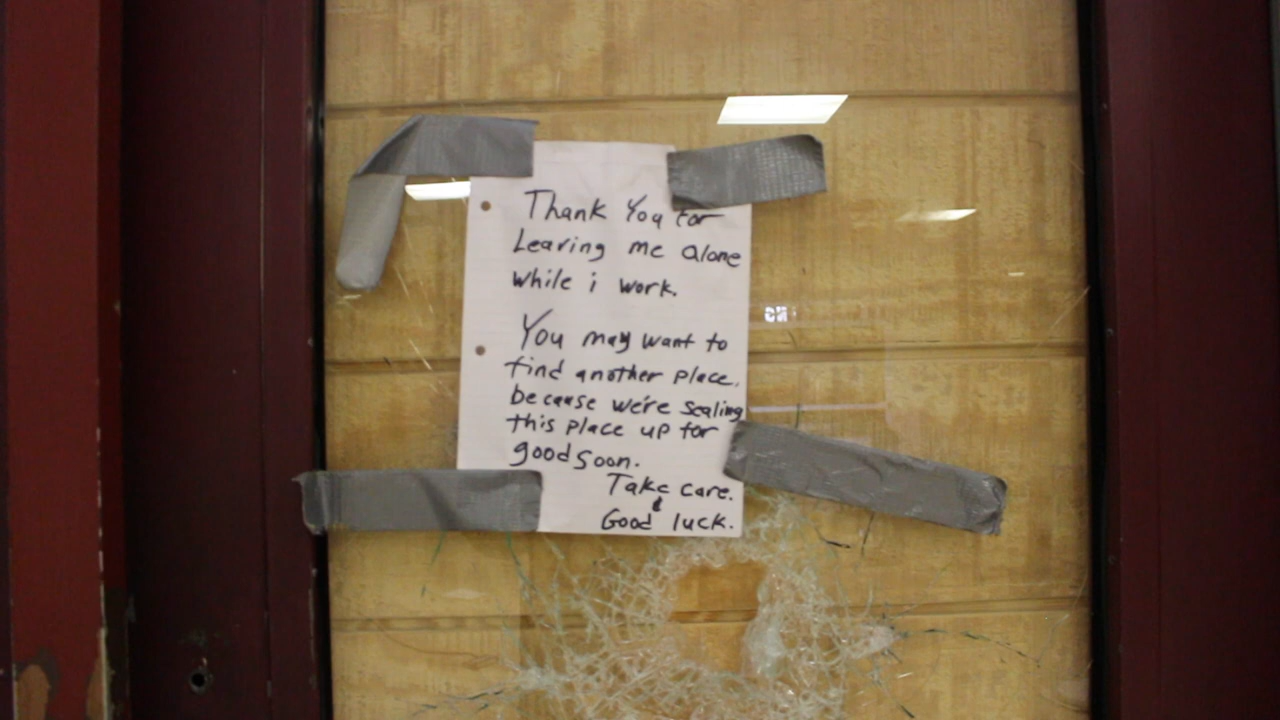 Thank You for
Leaving me alone
while i work.
You may want to
find another place,
because we're sealing
this place up for
good soon.
Take care.
&
Good luck.